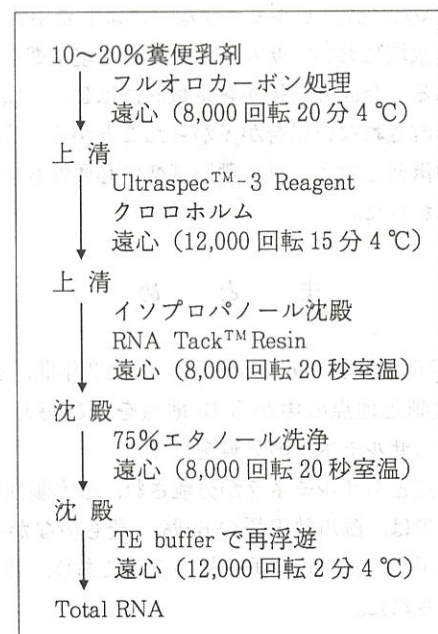 10〜20%糞便乳剤
フルオロカーボン処理
遠心（8,000回転20分4℃）
上清
Ultraspec™-3 Reagent
クロロホルム
遠心（12,000回転15分4℃）
上清
イソプロパノール沈殿
RNA Tack™Resin
遠心（8,000回転20秒室温）
沈殿
75%エタノール洗浄
遠心（8,000回転20秒室温）
沈殿
TE bufferで再浮遊
遠心（12,000回転2分4℃）
Total RNA